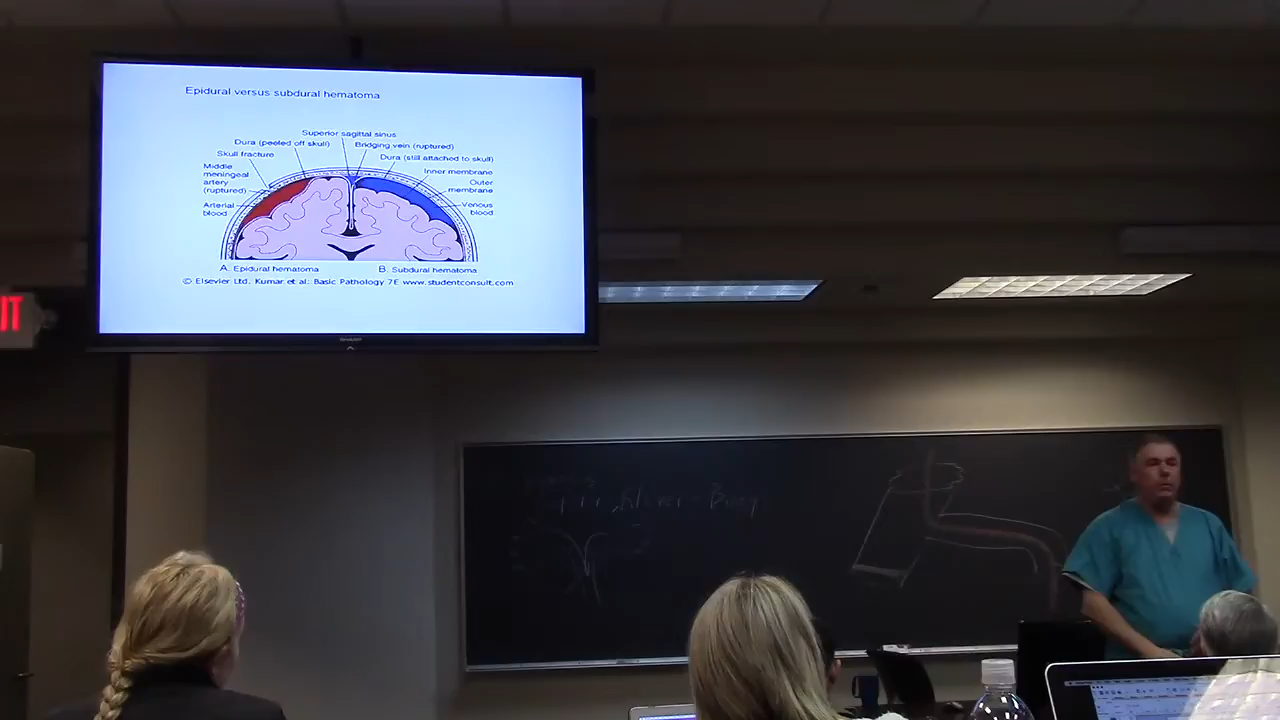 Epidural versus subdural hematoma
Superior sagittal sinus
Dura (peeled off skull)
Bridging vein (ruptured)
Skull fracture
Dura (still attached to skull)
Middle
meningeal
artery
(ruptured)
Inner membrane
Outer
membrane
Arterial
blood
Venous
blood
A. Epidural hematoma
B. Subdural hematoma
© Elsevier Ltd. Kumar et al: Basic Pathology 7E www.studentconsult.com
SHARP
IT